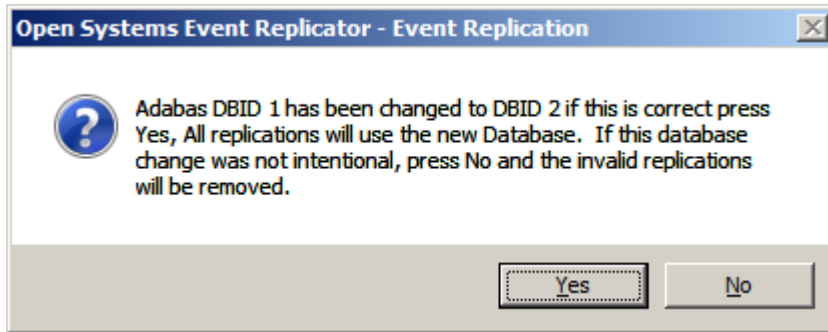 Open Systems Event Replicator - Event Replication
Adabas DBID 1 has been changed to DBID 2 if this is correct press
Yes, All replications will use the new Database.  If this database
change was not intentional, press No and the invalid replications
will be removed.
Yes No